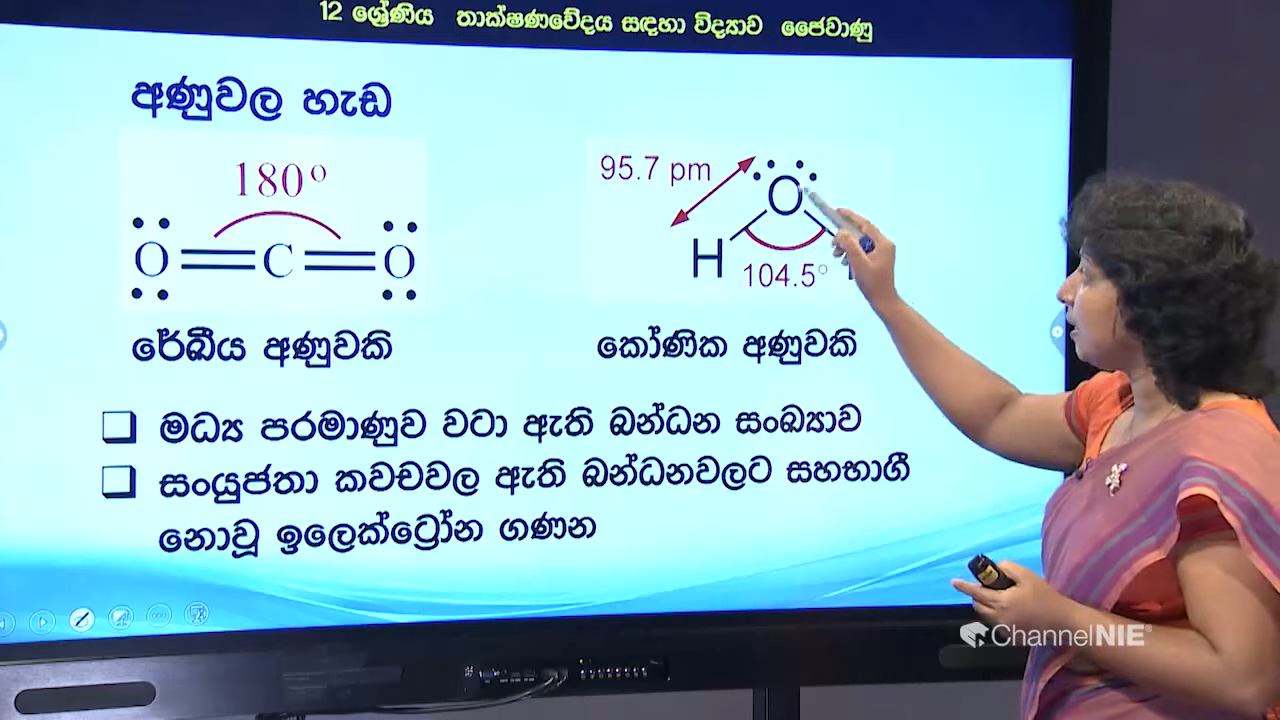 12 ශ්‍රේණිය තාක්ෂණවේදය සඳහා විද්‍යාව ජෛවාණු
අණුවල හැඩ
180°
O C O
රේඛීය අණුවකි
95.7 pm
O
H
104.5°
කෝණික අණුවකි
මධ්‍ය පරමාණුව වටා ඇති බන්ධන සංඛ්‍යාව
සංයුජතා කවචවල ඇති බන්ධනවලට සහභාගී
නොවූ ඉලෙක්ට්‍රෝන ගණන
ChannelNIE